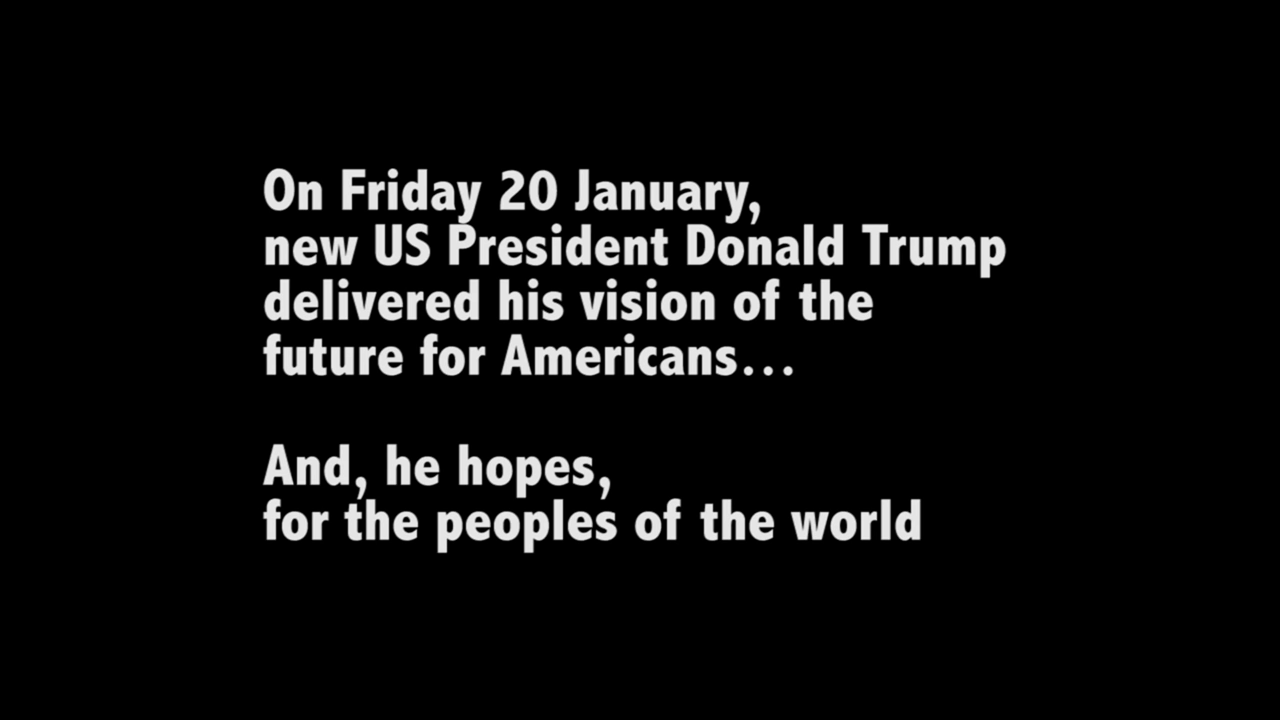 On Friday 20 January,
new US President Donald Trump
delivered his vision of the
future for Americans...
And, he hopes,
for the peoples of the world